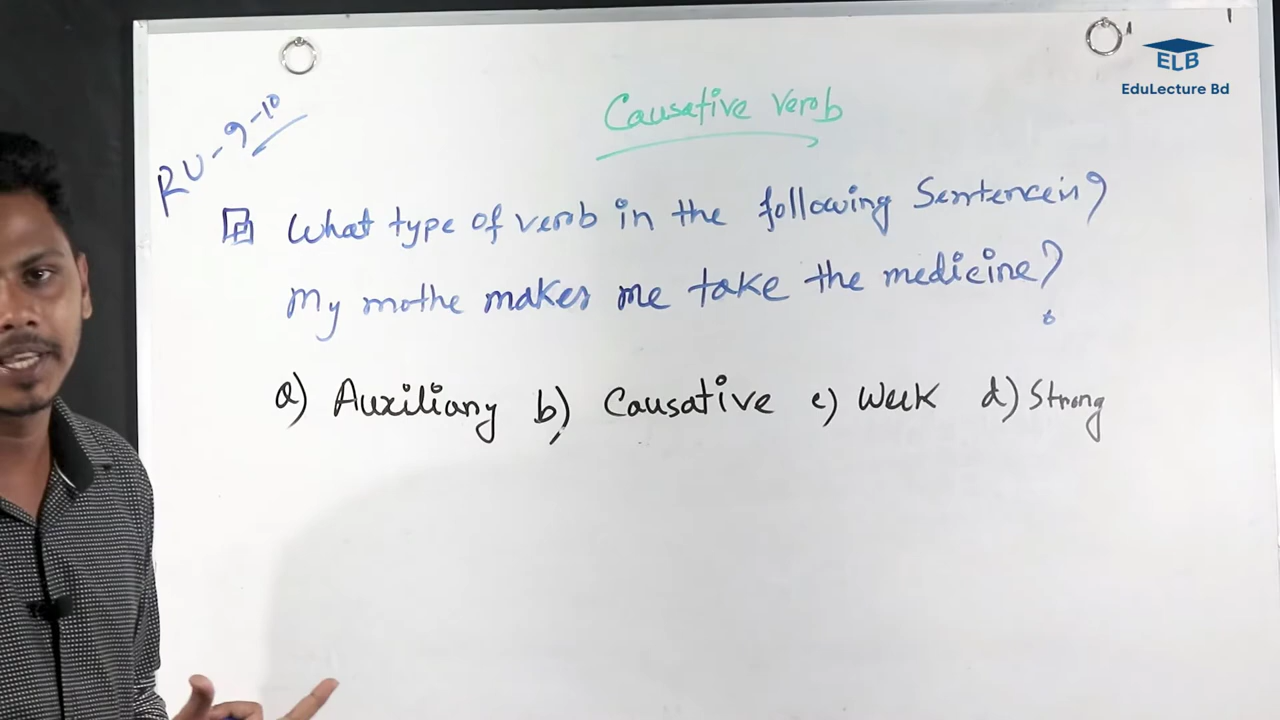 ELB
EduLecture Bd
RU-9-10
Causative Verb
What type of verb in the following Sentence is?
My mothe makes me take the medicine?
a) Auxiliary b) Causative c) Week d) Strong